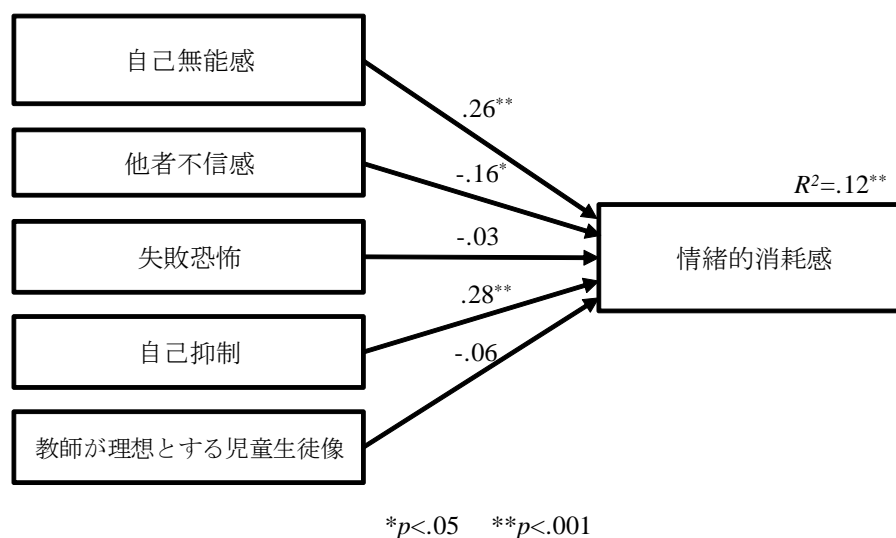 自己無能感
.26**
他者不信感
-.16*
R²=.12**
失敗恐怖
-.03
情緒的消耗感
.28**
自己抑制
-.06
教師が理想とする児童生徒像
*p<.05 **p<.001